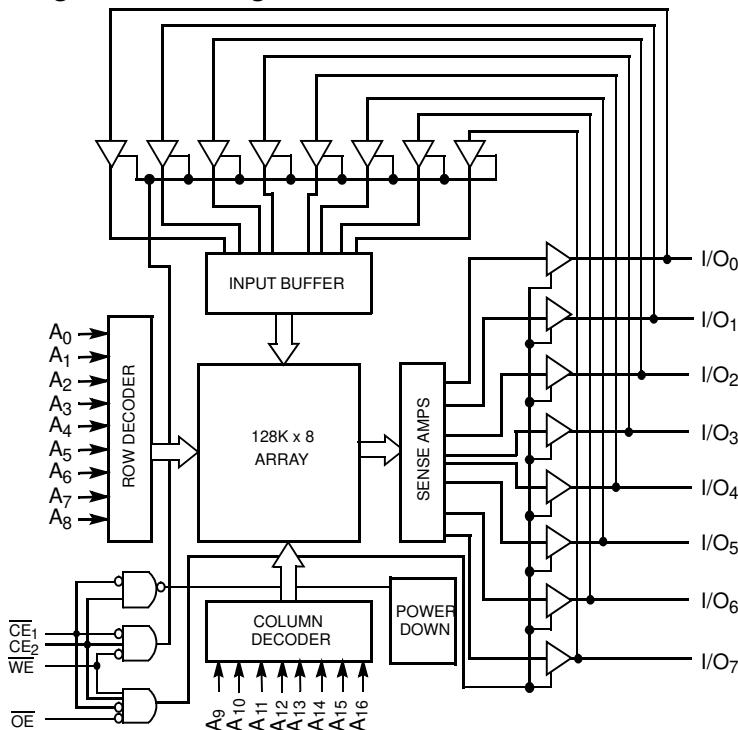 INPUT BUFFER
A0
A1
A2
A3
A4
A5
A6
A7
A8
ROW DECODER
128K x 8
ARRAY
SENSE AMPS
I/O0
I/O1
I/O2
I/O3
I/O4
I/O5
I/O6
I/O7
COLUMN
DECODER
POWER
DOWN
CE1
CE2
WE
OE
A9
A10
A11
A12
A13
A14
A15
A16